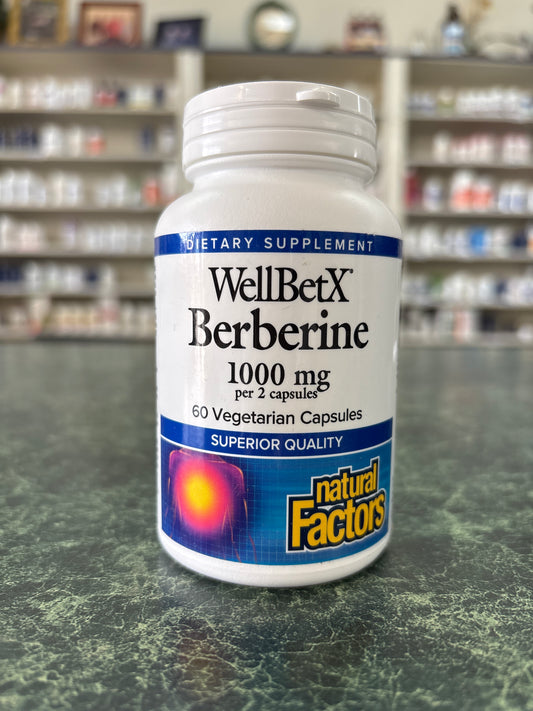 DIETARY SUPPLEMENT
WellBetX®
Berberine
1000 mg
per 2 capsules
60 Vegetarian Capsules
SUPERIOR QUALITY
natural
Factors